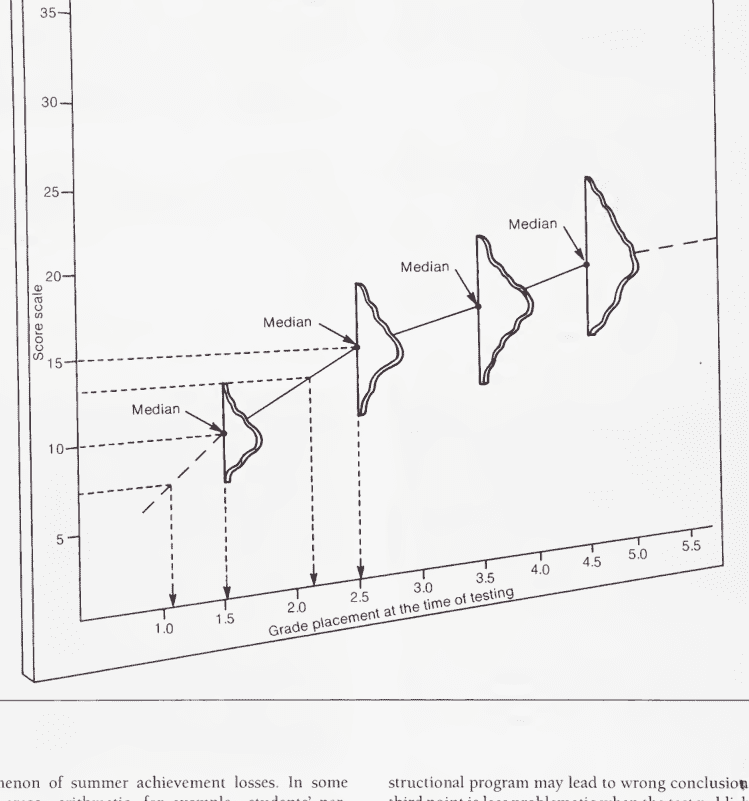 35
30
25
20
15
10
5
Score scale
Median
Median
Median
Median
1.0
1.5
2.0
2.5
3.0
3.5
4.0
4.5
5.0
5.5
Grade placement at the time of testing
of summer achievement losses. In some
structional program may lead to wrong